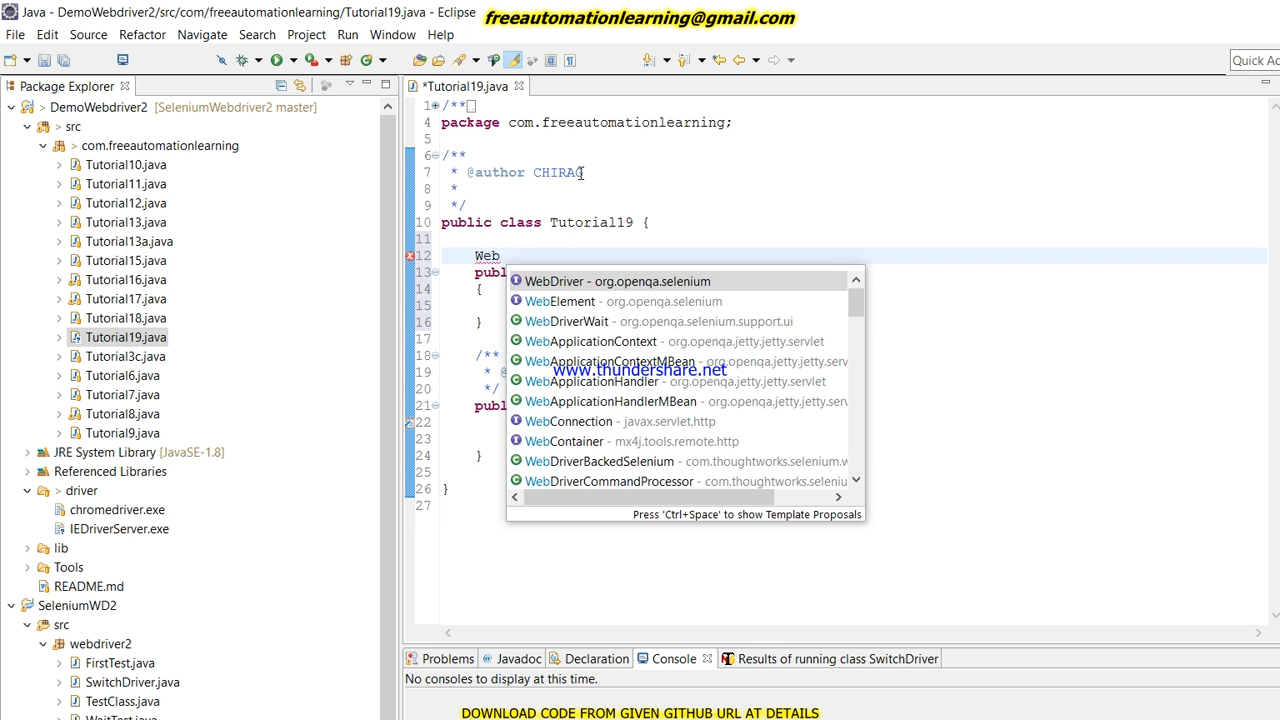 Java - DemoWebdriver2/src/com/freeautomationlearning/Tutorial19.java - Eclipse
freeautomationlearning@gmail.com
File Edit Source Refactor Navigate Search Project Run Window Help
Quick Ac
Package Explorer
*Tutorial19.java
DemoWebdriver2 [SeleniumWebdriver2 master]
> src
> com.freeautomationlearning
Tutorial10.java
Tutorial11.java
Tutorial12.java
Tutorial13.java
Tutorial13a.java
Tutorial15.java
Tutorial16.java
Tutorial17.java
Tutorial18.java
Tutorial19.java
Tutorial3c.java
Tutorial6.java
Tutorial7.java
Tutorial8.java
Tutorial9.java
JRE System Library [JavaSE-1.8]
Referenced Libraries
> driver
chromedriver.exe
IEDriverServer.exe
lib
Tools
README.md
SeleniumWD2
src
webdriver2
FirstTest.java
SwitchDriver.java
TestClass.java
WaitTest.java
1 /**
4 package com.freeautomationlearning;
5
6 /**
7 * @author CHIRAG
8 *
9 */
10 public class Tutorial19 {
11
12 Web
13 publ
14 {
15
16 }
17
18 /**
19 * @
20 */
21 publ
22
23
24 }
25
26 }
27
WebDriver - org.openqa.selenium
WebElement - org.openqa.selenium
WebDriverWait - org.openqa.selenium.support.ui
WebApplicationContext - org.openqa.jetty.jetty.servlet
WebApplicationContextMBean - org.openqa.jetty.jetty.serv
www.thundershare.net
WebApplicationHandler - org.openqa.jetty.jetty.servlet
WebApplicationHandlerMBean - org.openqa.jetty.jetty.serv
WebConnection - javax.servlet.http
WebContainer - mx4j.tools.remote.http
WebDriverBackedSelenium - com.thoughtworks.selenium.w
WebDriverCommandProcessor - com.thoughtworks.seleniu
Press 'Ctrl+Space' to show Template Proposals
Problems @ Javadoc Declaration Console Results of running class SwitchDriver
No consoles to display at this time.
DOWNLOAD CODE FROM GIVEN GITHUB URL AT DETAILS